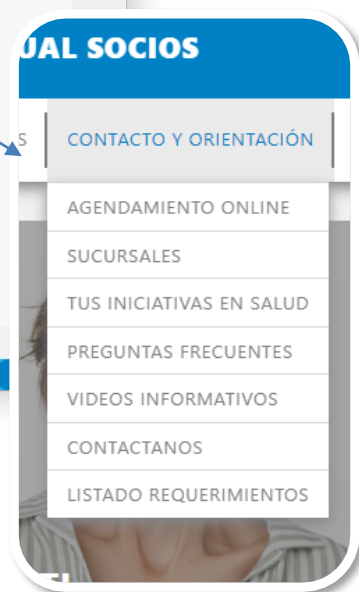 UAL SOCIOS
S
CONTACTO Y ORIENTACIÓN
AGENDAMIENTO ONLINE
SUCURSALES
TUS INICIATIVAS EN SALUD
PREGUNTAS FRECUENTES
VIDEOS INFORMATIVOS
CONTACTANOS
LISTADO REQUERIMIENTOS